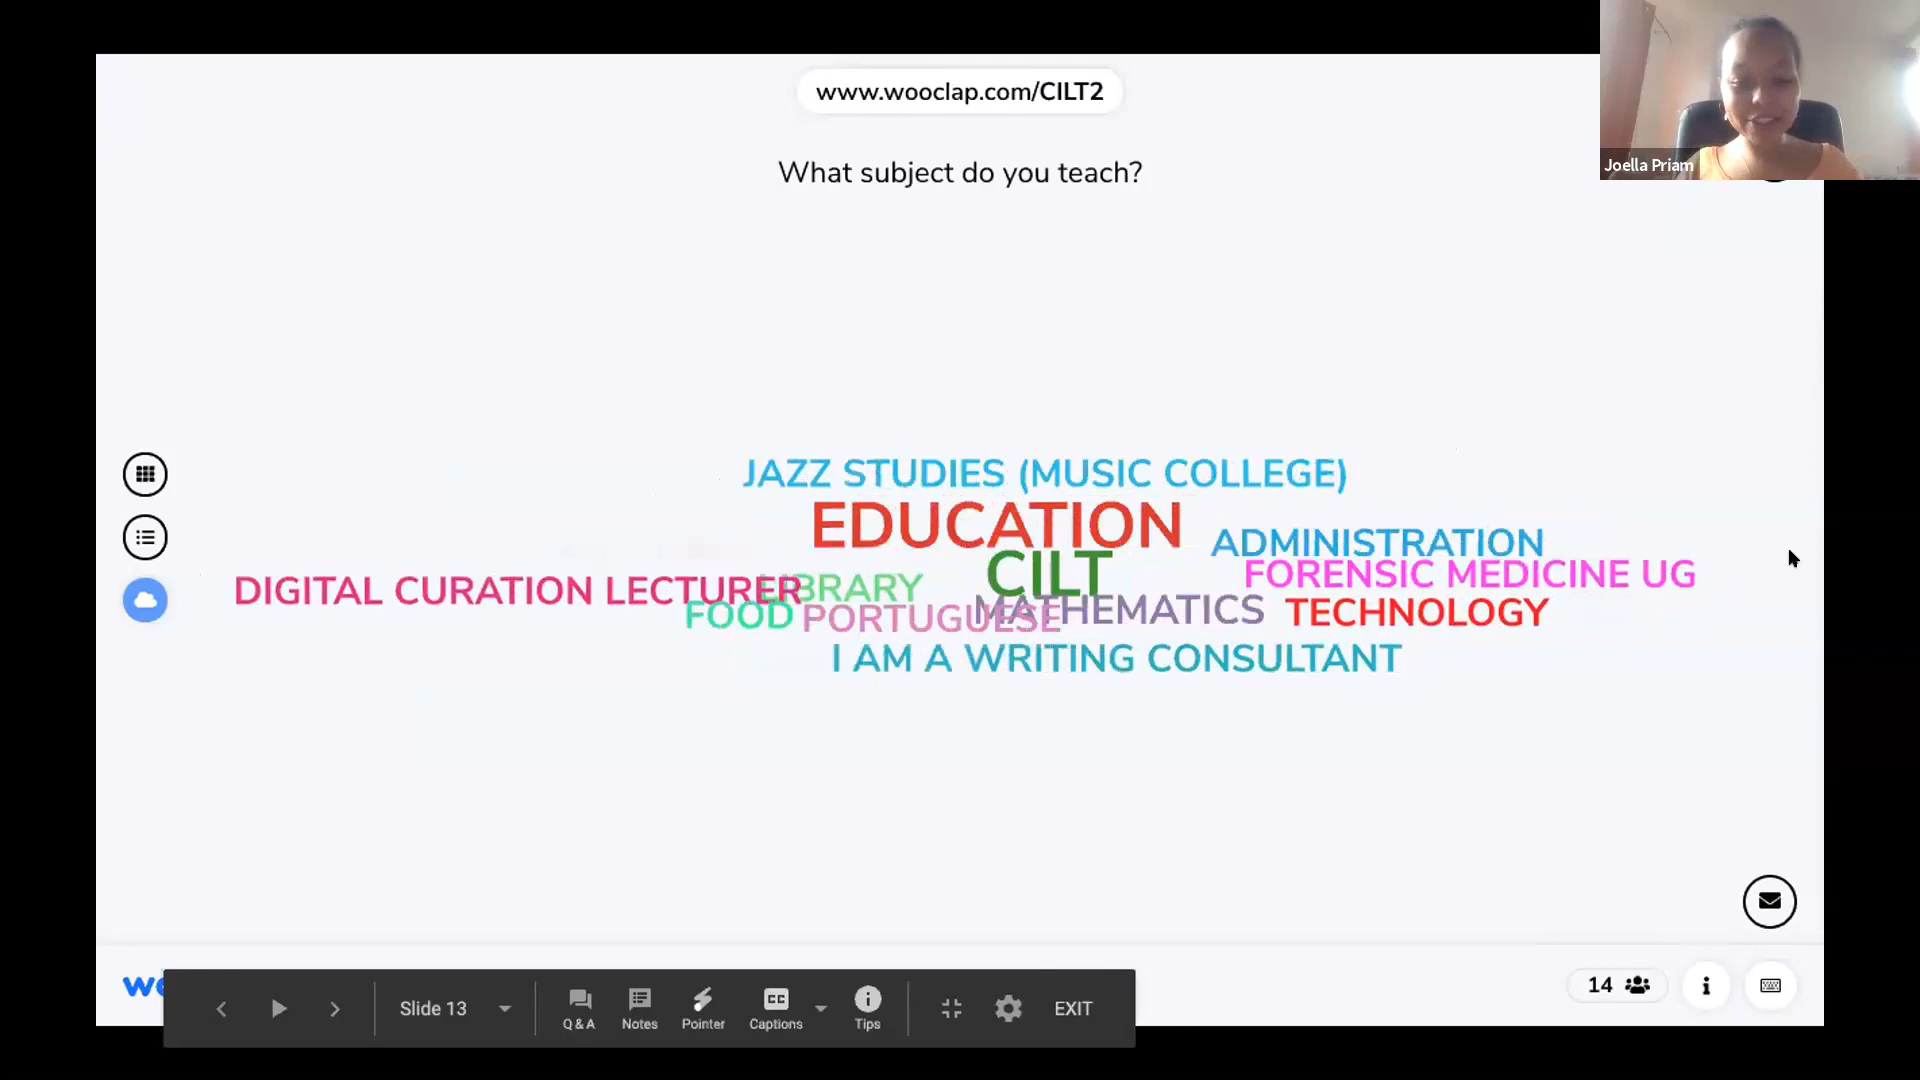 www.wooclap.com/CILT2
What subject do you teach?
Joella Priam
JAZZ STUDIES (MUSIC COLLEGE)
EDUCATION
ADMINISTRATION
CILT
FORENSIC MEDICINE UG
DIGITAL CURATION LECTURER
LIBRARY
FOOD
PORTUGUESE
MATHEMATICS
TECHNOLOGY
I AM A WRITING CONSULTANT
14
Slide 13
Q & A
Notes
Pointer
CC
Captions
Tips
EXIT